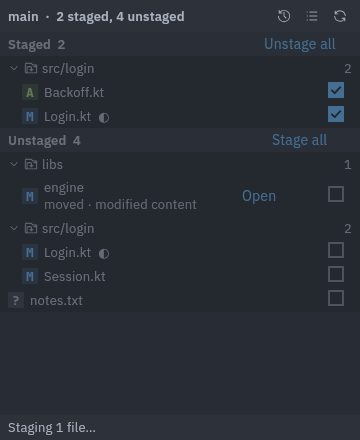 main · 2 staged, 4 unstaged
Staged 2 Unstage all
src/login 2
A Backoff.kt
M Login.kt
Unstaged 4 Stage all
libs 1
M engine
moved · modified content Open
src/login 2
M Login.kt
M Session.kt
? notes.txt
Staging 1 file...